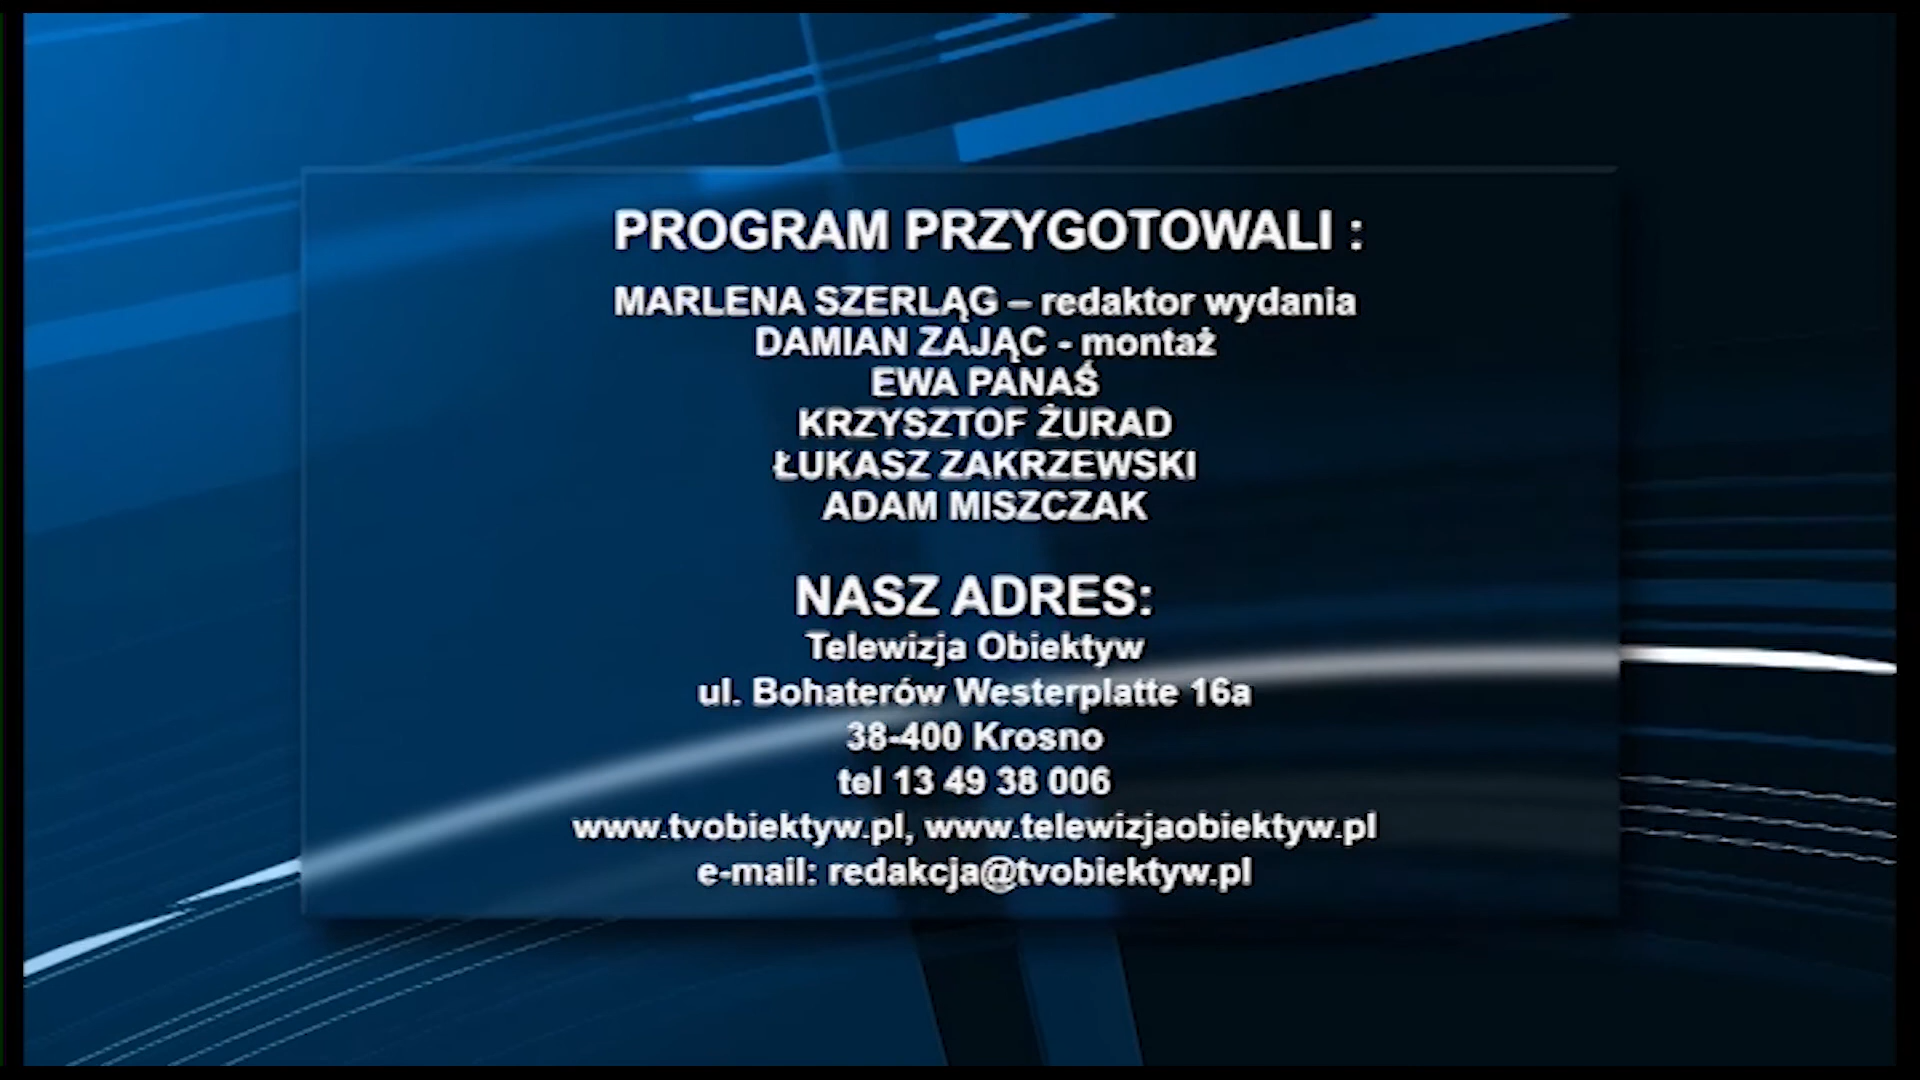 PROGRAM PRZYGOTOWALI :
MARLENA SZERLĄG – redaktor wydania
DAMIAN ZAJĄC - montaż
EWA PANAŚ
KRZYSZTOF ŻURAD
ŁUKASZ ZAKRZEWSKI
ADAM MISZCZAK
NASZ ADRES:
Telewizja Obiektyw
ul. Bohaterów Westerplatte 16a
38-400 Krosno
tel 13 49 38 006
www.tvobiektyw.pl, www.telewizjaobiektyw.pl
e-mail: redakcja@tvobiektyw.pl